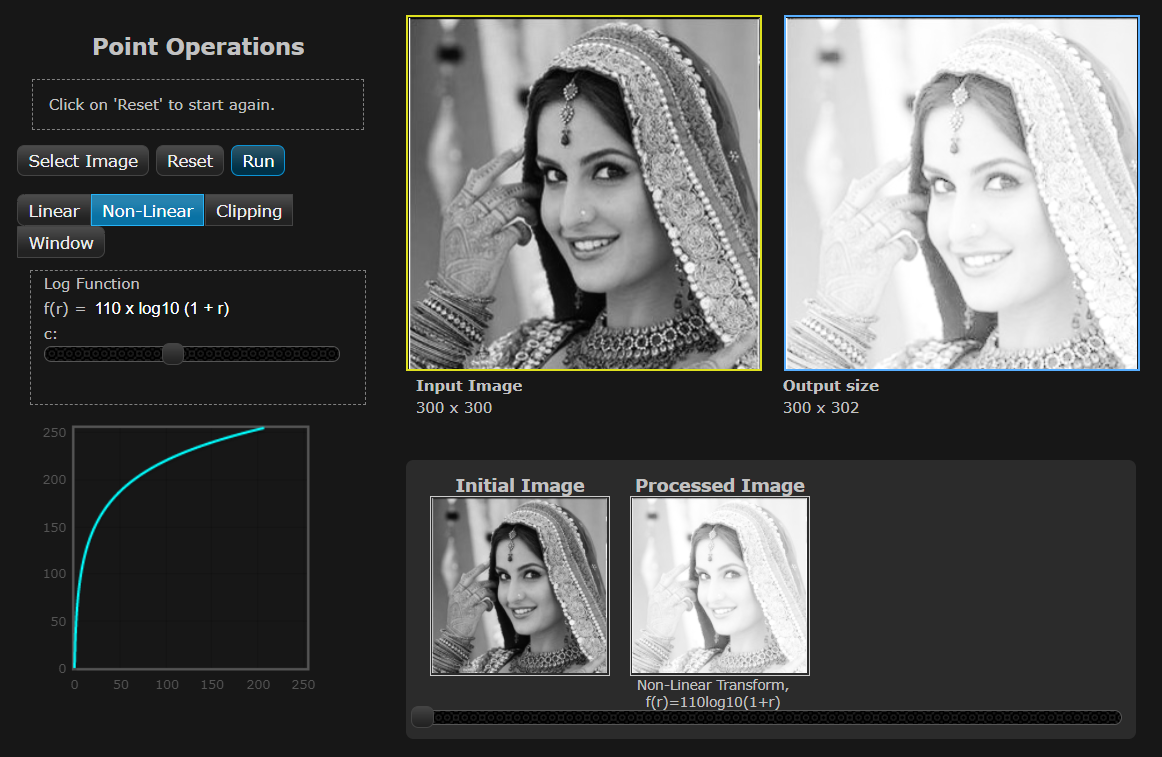 Point Operations
Click on 'Reset' to start again.
Select Image Reset Run
Linear Non-Linear Clipping
Window
Log Function
f(r) = 110 x log10 (1 + r)
c:
250
200
150
100
50
0
0 50 100 150 200 250
Input Image
300 x 300
Output size
300 x 302
Initial Image Processed Image
Non-Linear Transform,
f(r)=110log10(1+r)